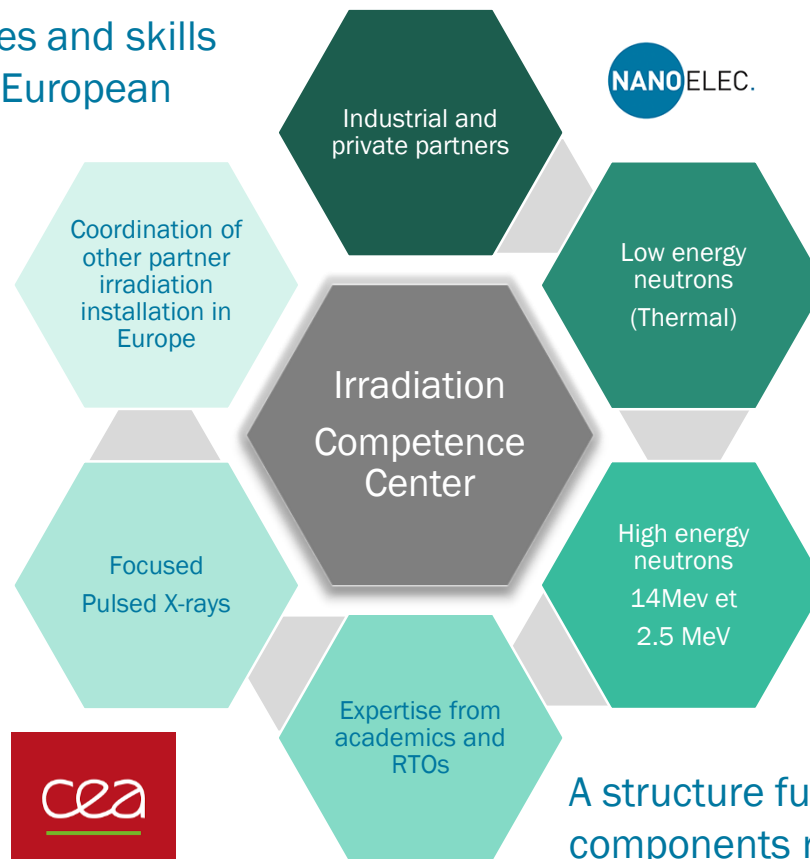 es and skills
European
NANOELEC.
Industrial and
private partners
Coordination of
other partner
irradiation
installation in
Europe
Low energy
neutrons
(Thermal)
Irradiation
Competence
Center
Focused
Pulsed X-rays
High energy
neutrons
14Mev et
2.5 MeV
Expertise from
academics and
RTOs
cea
A structure fu
components